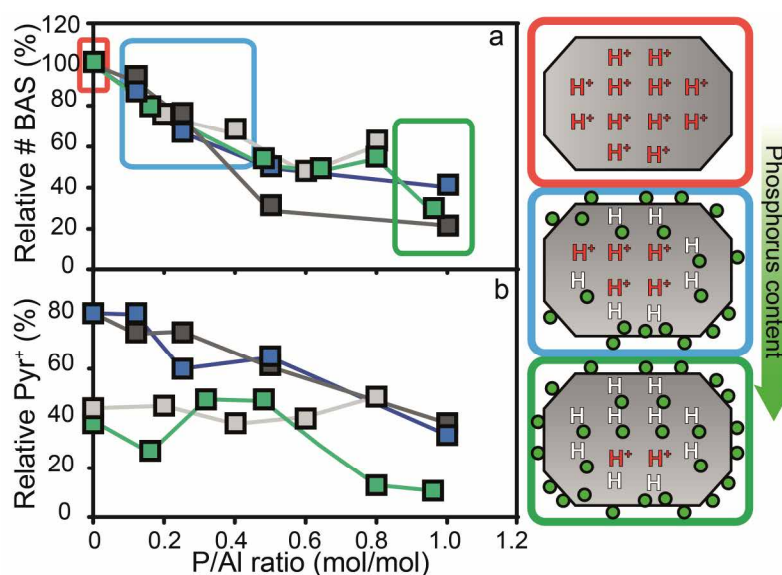 Relative # BAS (%)
120
100
80
60
40
20
0
a
Relative Pyr⁺ (%)
80
60
40
20
0
b
0 0.2 0.4 0.6 0.8 1.0 1.2
P/Al ratio (mol/mol)
H⁺ H⁺
H⁺ H⁺ H⁺ H⁺
H⁺ H⁺ H⁺ H⁺
H⁺ H⁺
H H
H⁺ H⁺ H⁺ H
H H⁺ H⁺ H
H H
H H
H H H H
H H⁺ H⁺ H
H H
Phosphorus content